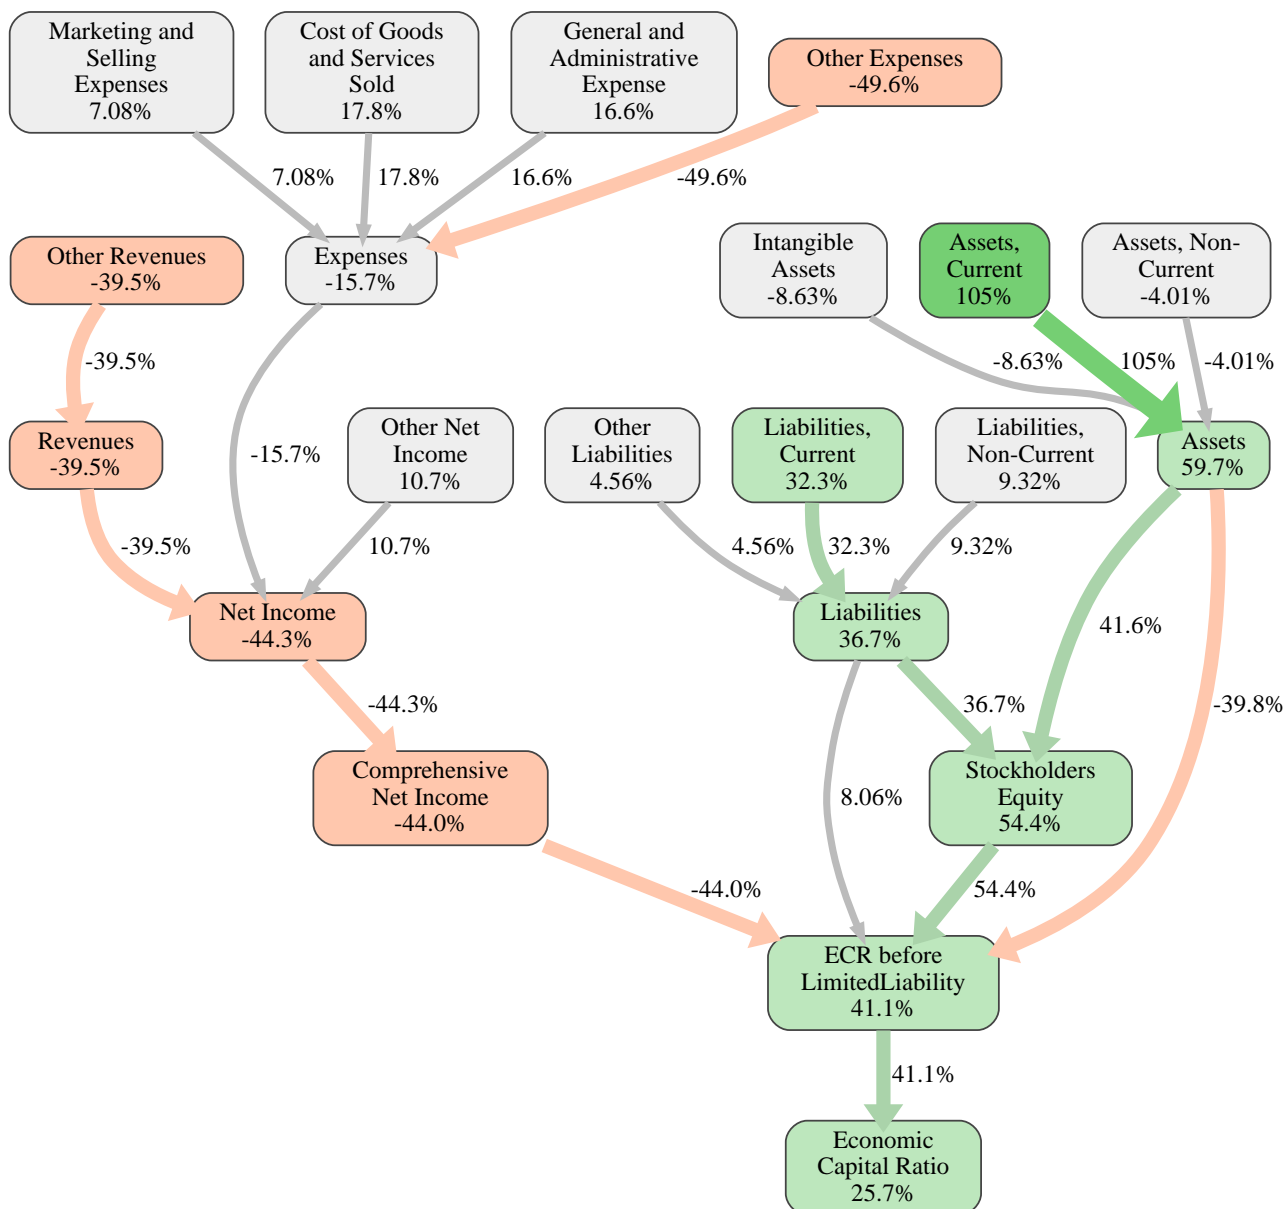 Marketing and
Selling
Expenses
7.08%
Cost of Goods
and Services
Sold
17.8%
General and
Administrative
Expense
16.6%
Other Expenses
-49.6%
7.08%
17.8%
16.6%
-49.6%
Other Revenues
-39.5%
Expenses
-15.7%
Intangible
Assets
-8.63%
Assets,
Current
105%
Assets, Non-
Current
-4.01%
-39.5%
-8.63%
105%
-4.01%
Revenues
-39.5%
-15.7%
Other Net
Income
10.7%
Other
Liabilities
4.56%
Liabilities,
Current
32.3%
Liabilities,
Non-Current
9.32%
Assets
59.7%
-39.5%
10.7%
4.56%
32.3%
9.32%
Net Income
-44.3%
Liabilities
36.7%
41.6%
-44.3%
36.7%
-39.8%
Comprehensive
Net Income
-44.0%
8.06%
Stockholders
Equity
54.4%
-44.0%
54.4%
ECR before
LimitedLiability
41.1%
41.1%
Economic
Capital Ratio
25.7%